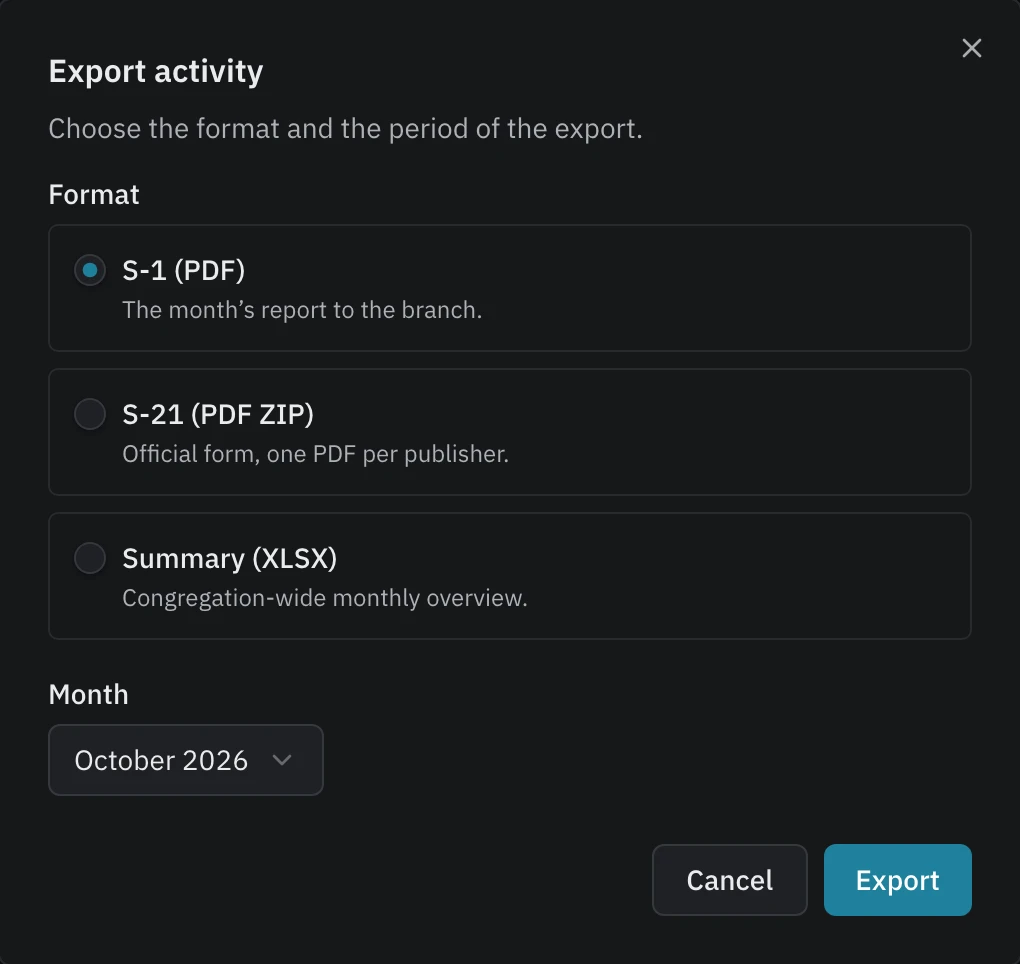 Export activity
Choose the format and the period of the export.
Format
S-1 (PDF)
The month’s report to the branch.
S-21 (PDF ZIP)
Official form, one PDF per publisher.
Summary (XLSX)
Congregation-wide monthly overview.
Month
October 2026
Cancel
Export